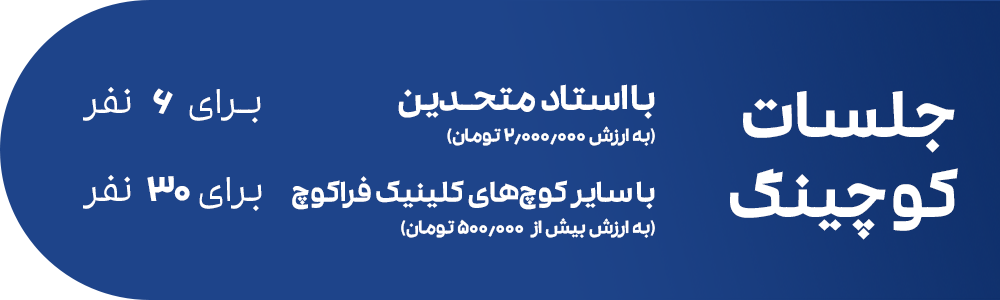 جلسات
کوچینگ
با استاد متحدین
(به ارزش ۲٫۰۰۰٫۰۰۰ تومان)
برای ۶ نفر
با سایر کوچ‌های کلینیک فراکوچ
(به ارزش بیش از ۵۰۰٫۰۰۰ تومان)
برای ۳۰ نفر